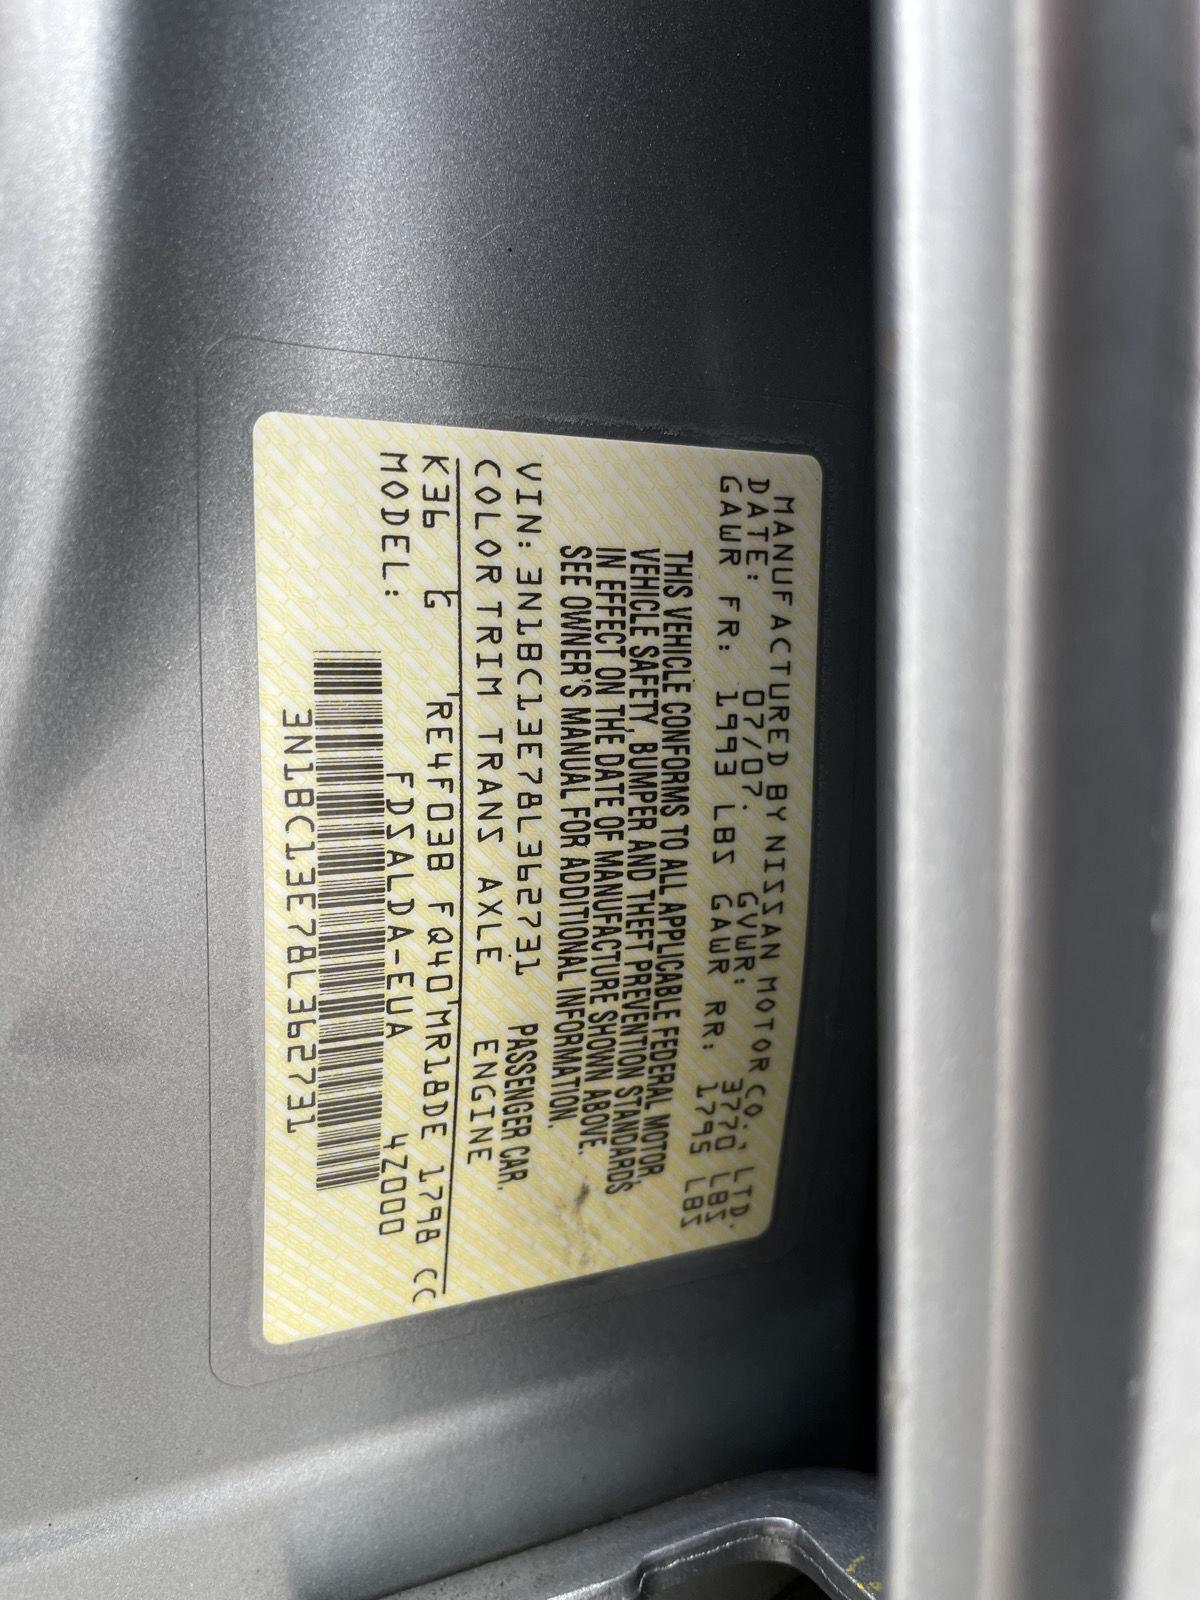 MANUFACTURED BY NISSAN MOTOR CO., LTD.
DATE: 07/07. GVWR: 3770 LBS
GAWR FR: 1993 LBS GAWR RR: 1795 LBS
THIS VEHICLE CONFORMS TO ALL APPLICABLE FEDERAL MOTOR
VEHICLE SAFETY, BUMPER AND THEFT PREVENTION STANDARDS
IN EFFECT ON THE DATE OF MANUFACTURE SHOWN ABOVE.
SEE OWNER'S MANUAL FOR ADDITIONAL INFORMATION.
VIN: 3N1BC13E78L362731 PASSENGER CAR.
COLOR TRIM TRANS AXLE ENGINE
K36 G RE4F03B FQ40 MR18DE 1798 CC
MODEL: FDSALDA-EUA 4Z000
3N1BC13E78L362731